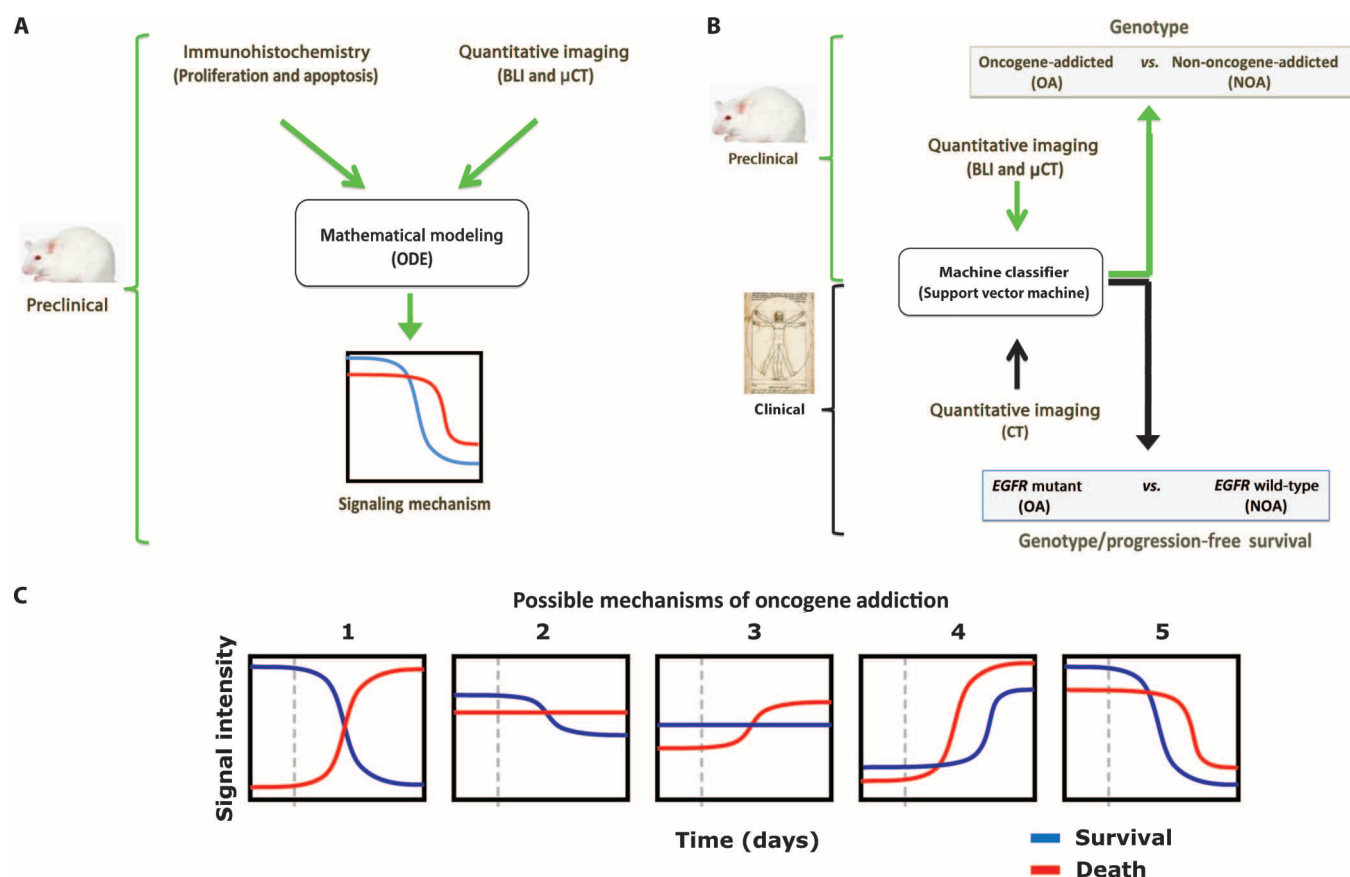 A
Immunohistochemistry
(Proliferation and apoptosis)
Quantitative imaging
(BLI and µCT)
Preclinical
Mathematical modeling
(ODE)
Signaling mechanism
B
Genotype
Oncogene-addicted vs. Non-oncogene-addicted
(OA) (NOA)
Preclinical
Quantitative imaging
(BLI and µCT)
Machine classifier
(Support vector machine)
Clinical
Quantitative imaging
(CT)
EGFR mutant vs. EGFR wild-type
(OA) (NOA)
Genotype/progression-free survival
C
Possible mechanisms of oncogene addiction
1 2 3 4 5
Signal intensity
Time (days)
Survival
Death